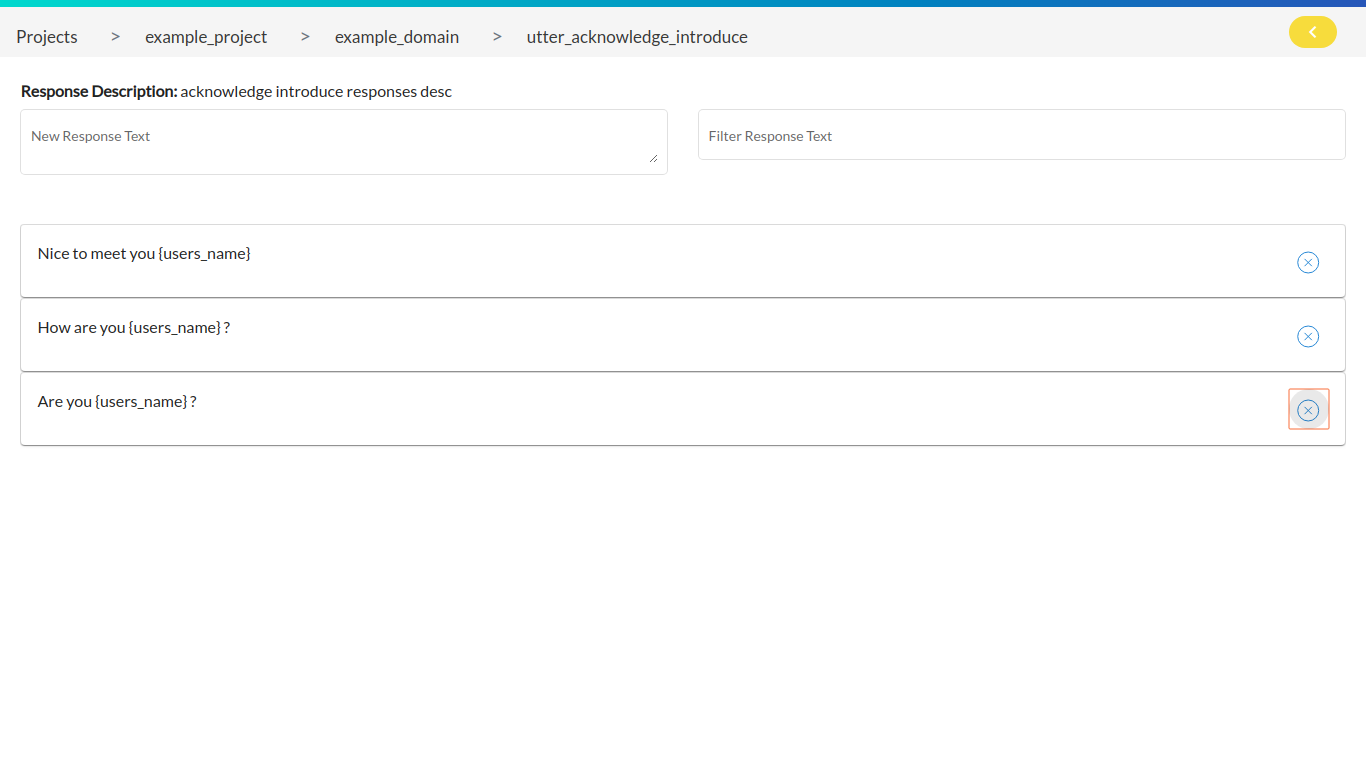 Projects > example_project > example_domain > utter_acknowledge_introduce
Response Description: acknowledge introduce responses desc
New Response Text
Filter Response Text
Nice to meet you {users_name}
How are you {users_name} ?
Are you {users_name} ?